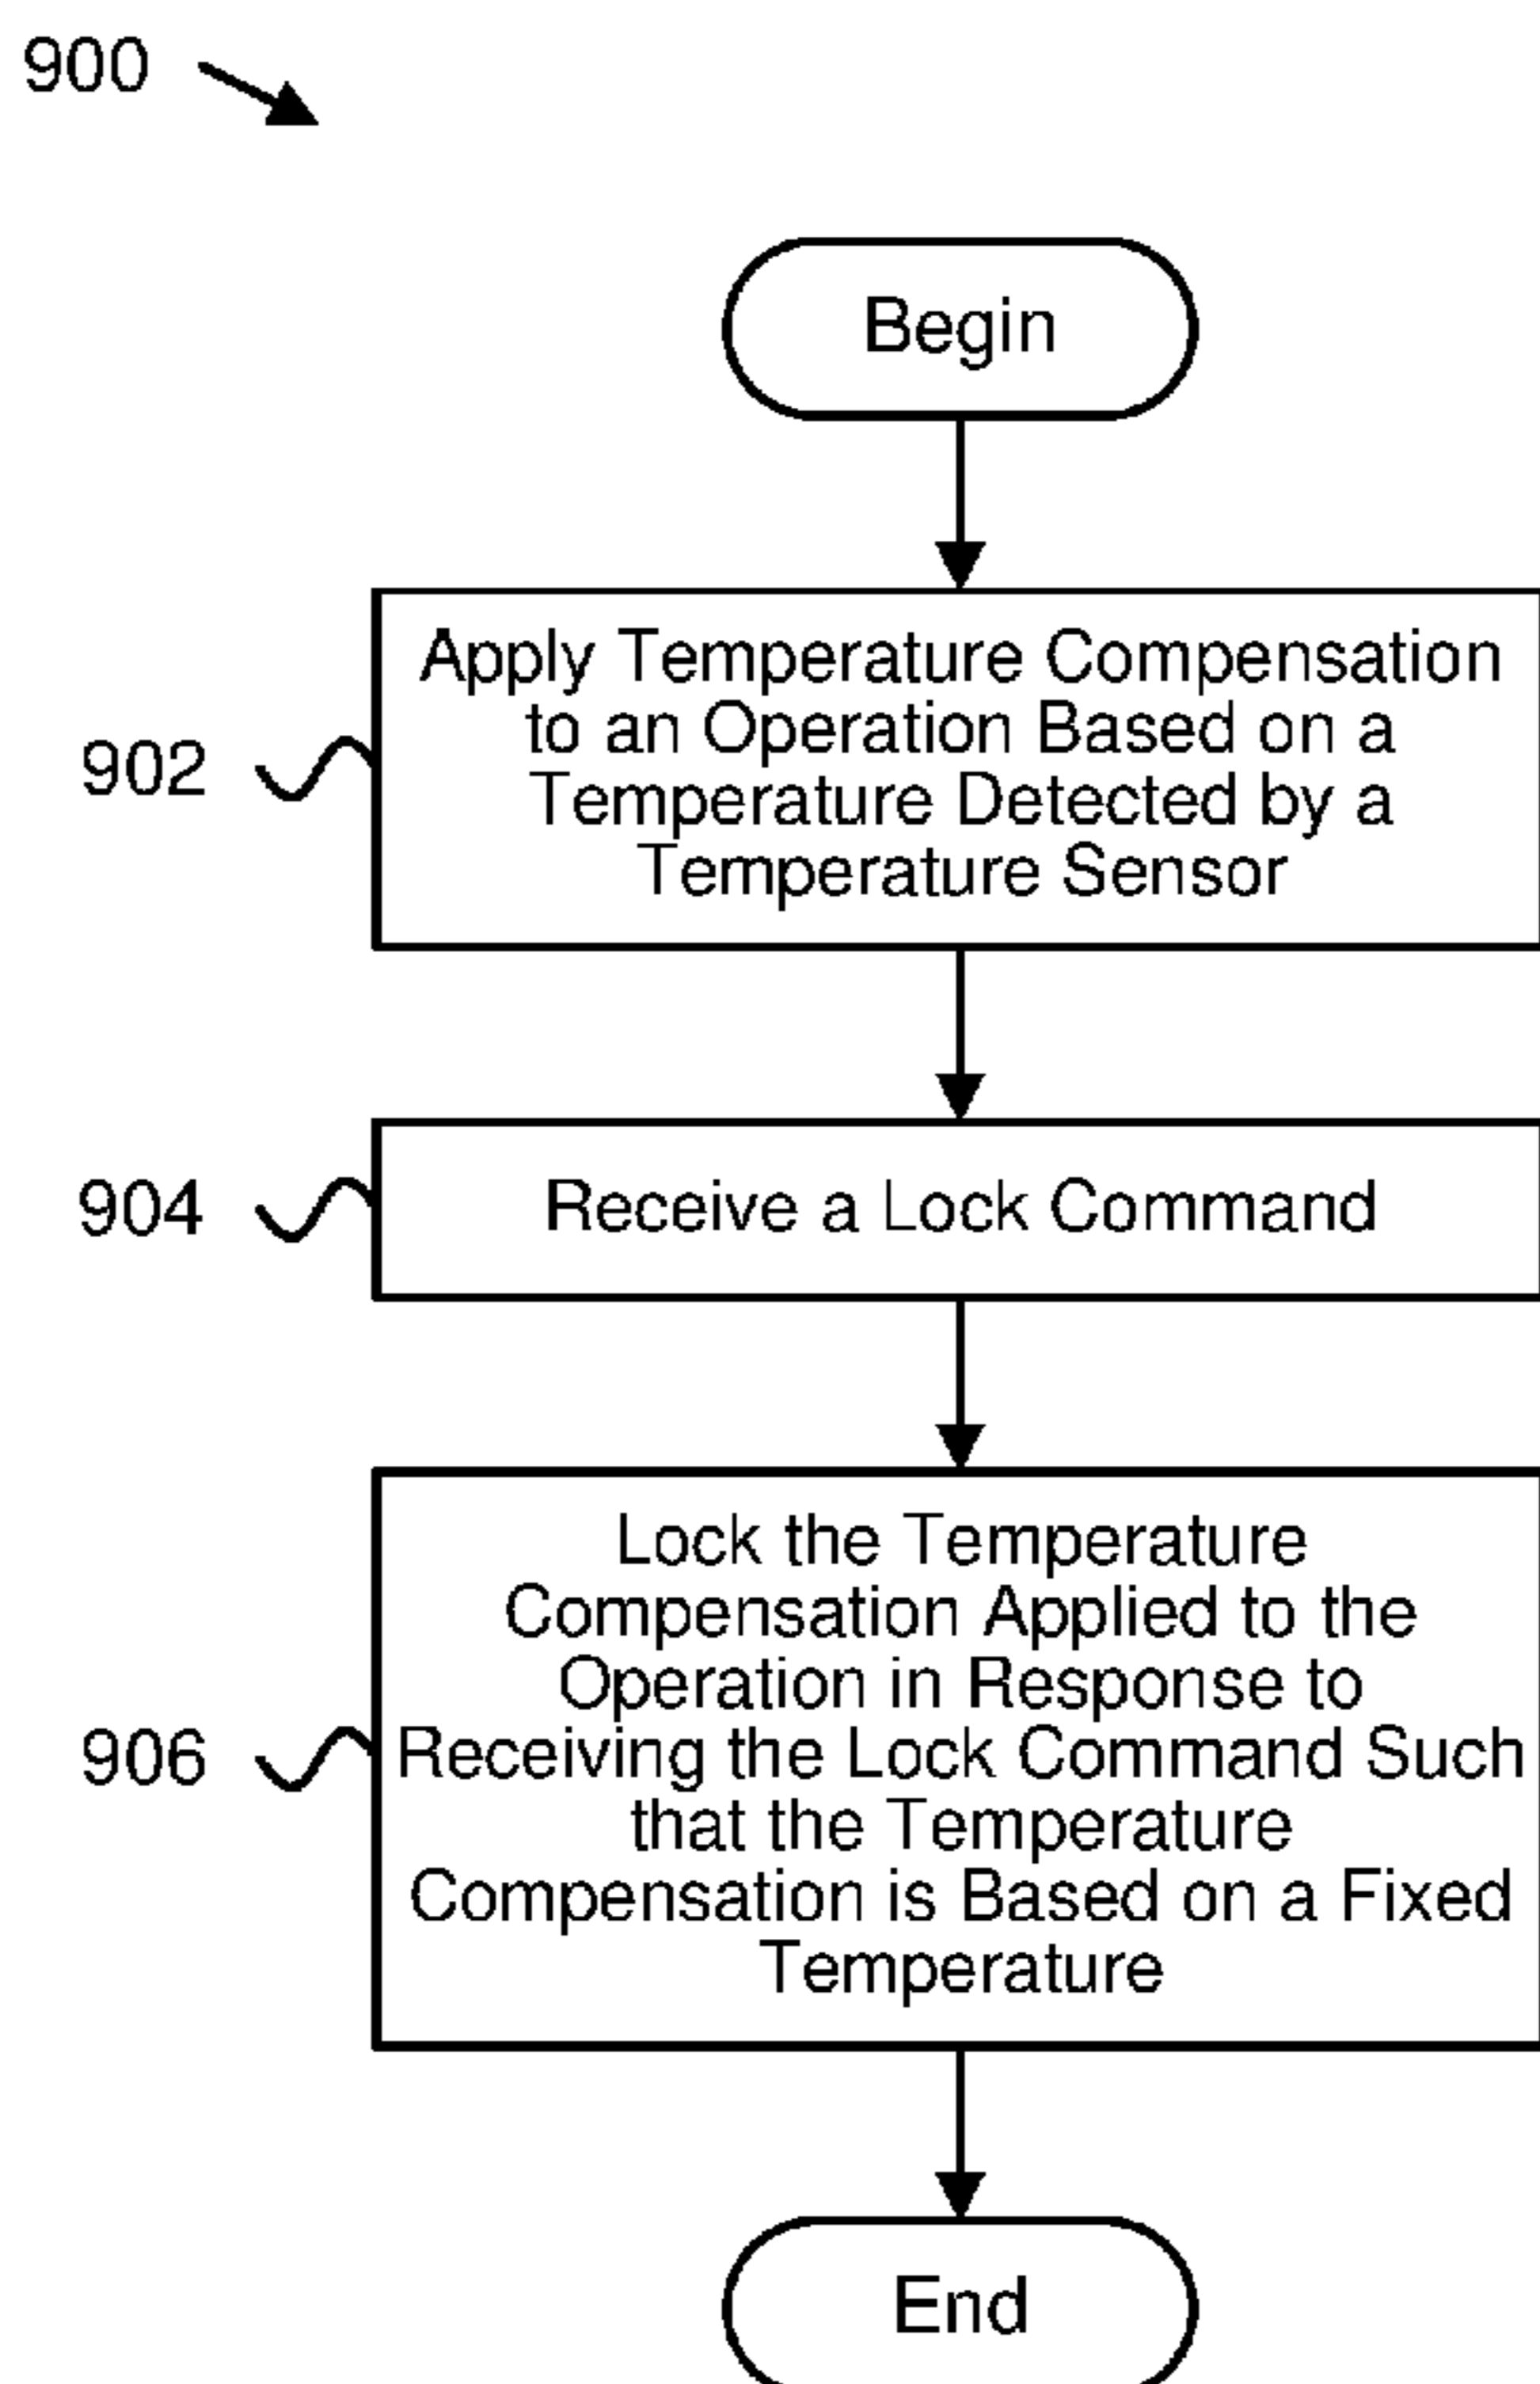 900
Begin
902
Apply Temperature Compensation
to an Operation Based on a
Temperature Detected by a
Temperature Sensor
904
Receive a Lock Command
906
Lock the Temperature
Compensation Applied to the
Operation in Response to
Receiving the Lock Command Such
that the Temperature
Compensation is Based on a Fixed
Temperature
End